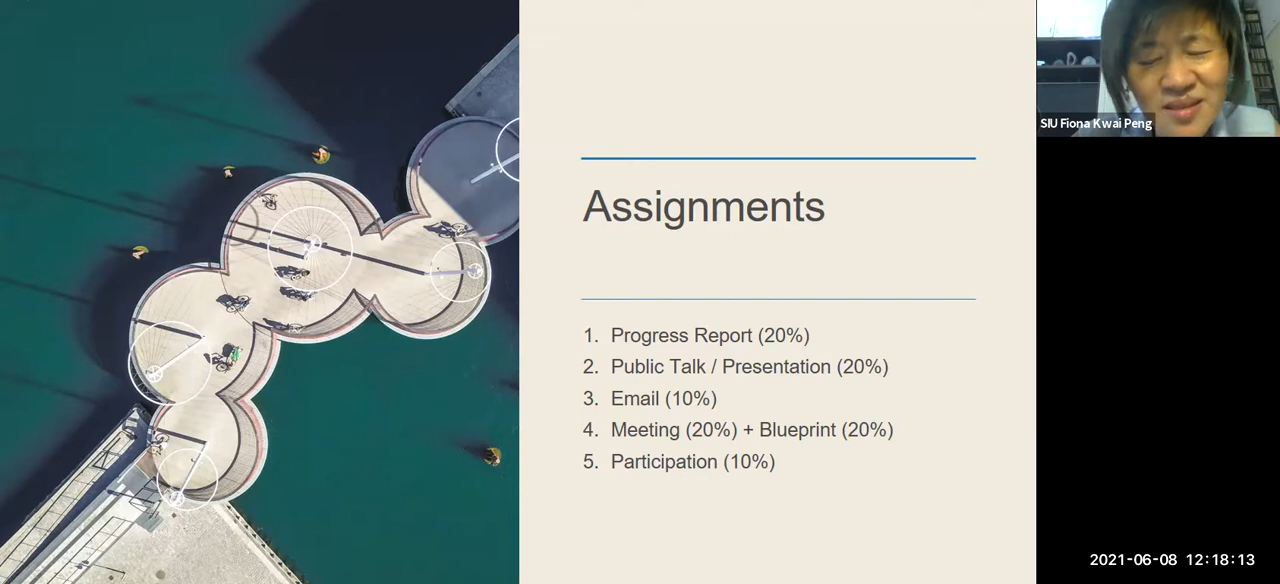 Assignments
1. Progress Report (20%)
2. Public Talk / Presentation (20%)
3. Email (10%)
4. Meeting (20%) + Blueprint (20%)
5. Participation (10%)
SIU Fiona Kwai Peng
2021-06-08 12:18:13